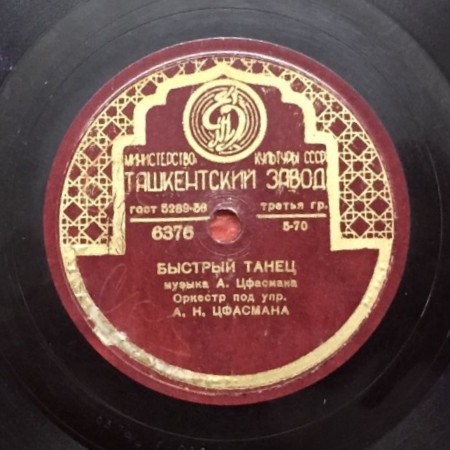 МИНИСТЕРСТВО КУЛЬТУРЫ СССР
ТАШКЕНТСКИЙ ЗАВОД
гост 5289-56 третья гр.
6376 5-70
БЫСТРЫЙ ТАНЕЦ
музыка А. Цфасмана
Оркестр под упр.
А. Н. ЦФАСМАНА